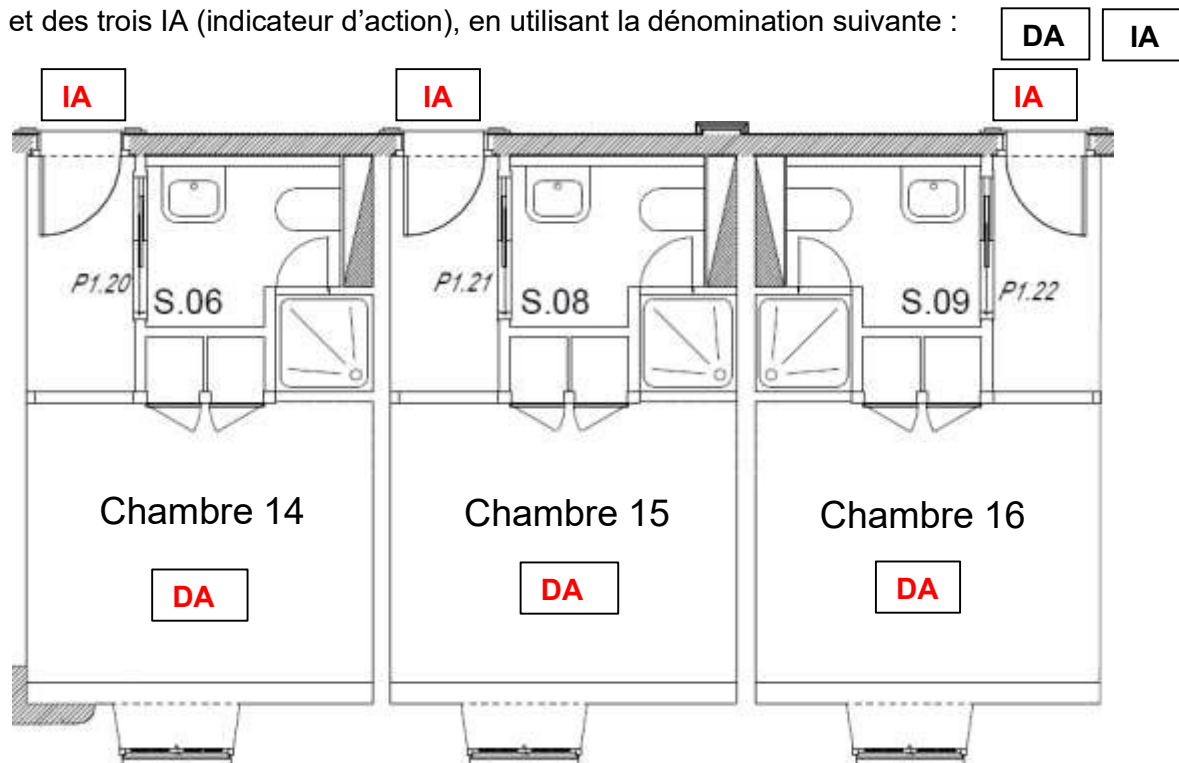 et des trois IA (indicateur d'action), en utilisant la dénomination suivante :
DA IA
IA IA IA
P1.20 S.06 P1.21 S.08 S.09 P1.22
Chambre 14 Chambre 15 Chambre 16
DA DA DA